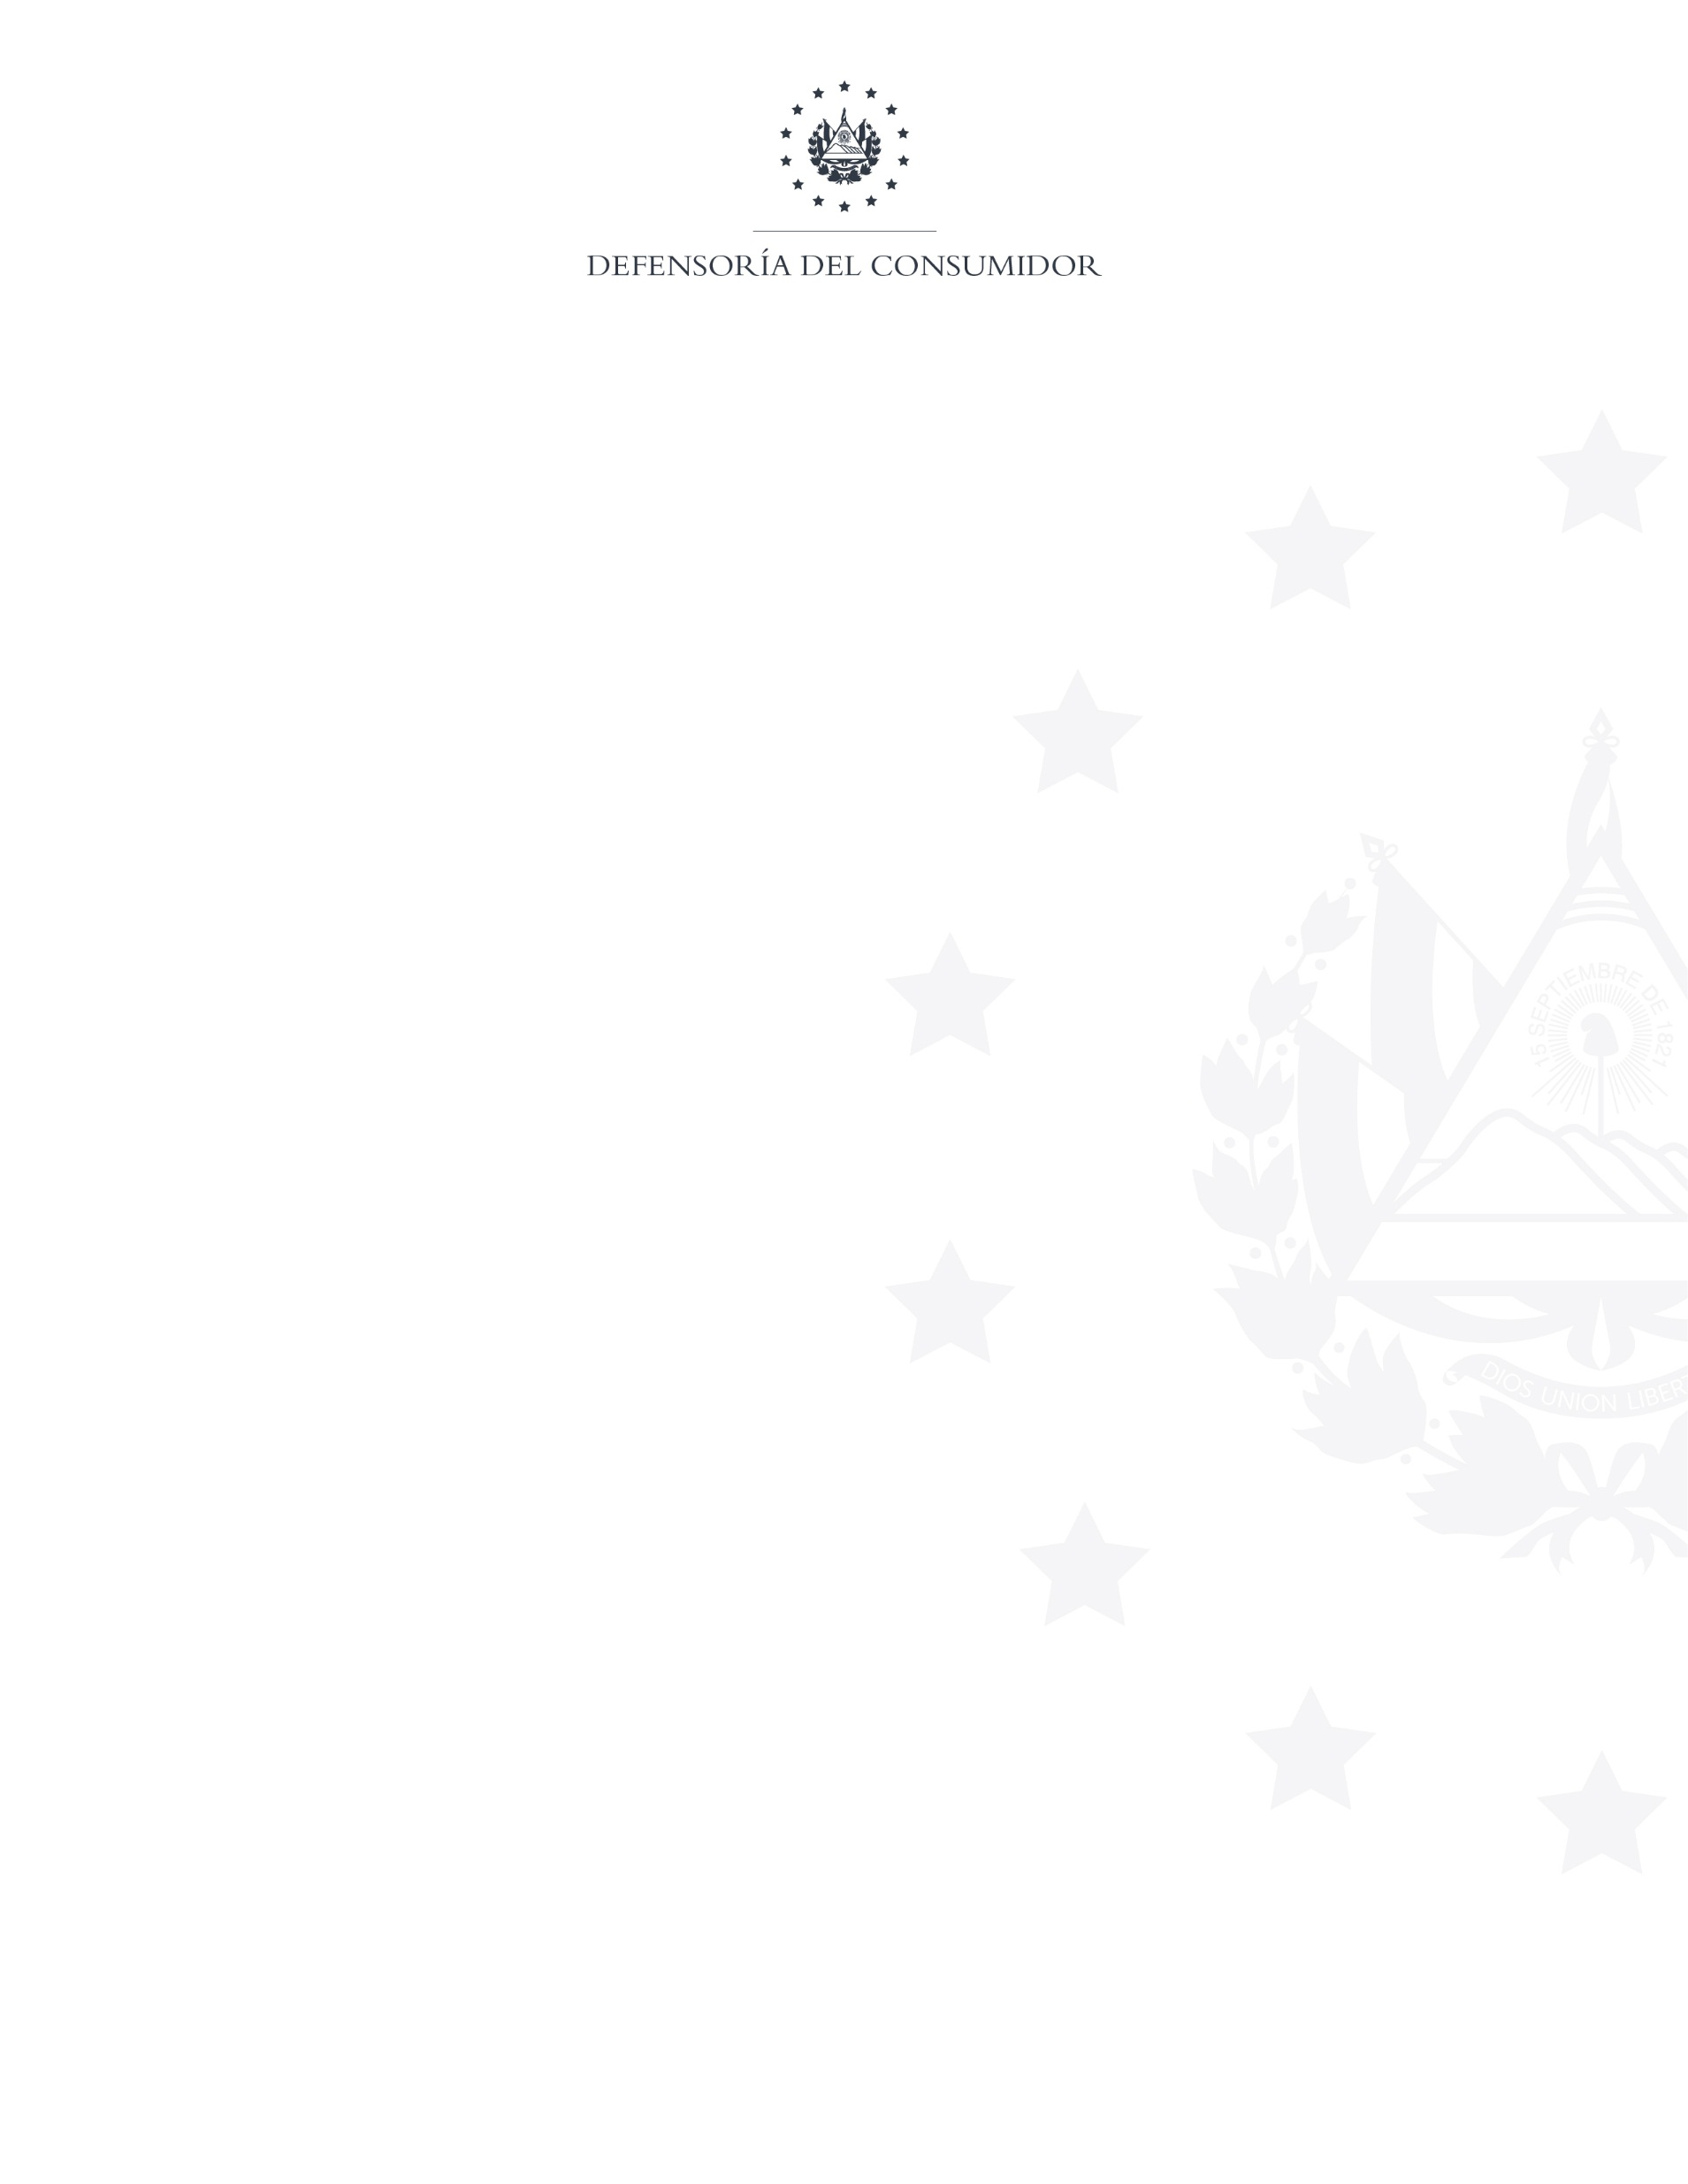 DEFENSORÍA DEL CONSUMIDOR
15 SEPTIEMBRE DE 1821
DIOS UNION LIBERT